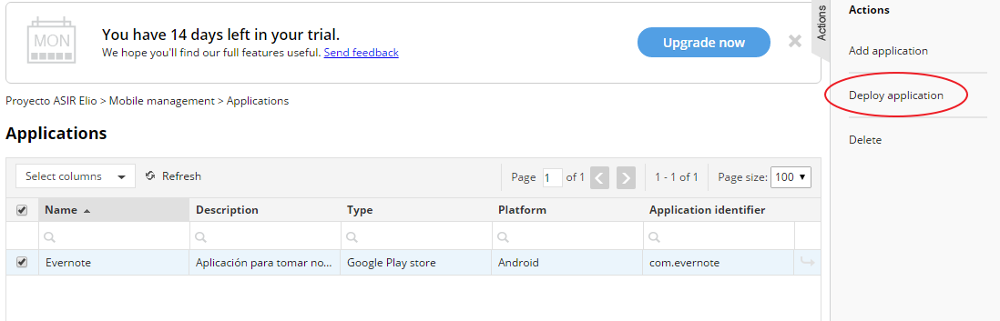 MON
You have 14 days left in your trial.
We hope you'll find our full features useful. Send feedback
Upgrade now
Proyecto ASIR Elio > Mobile management > Applications
Applications
Select columns
Refresh
Page 1 of 1
1 - 1 of 1
Page size: 100
Name
Description
Type
Platform
Application identifier
Evernote
Aplicación para tomar no...
Google Play store
Android
com.evernote
Actions
Actions
Add application
Deploy application
Delete